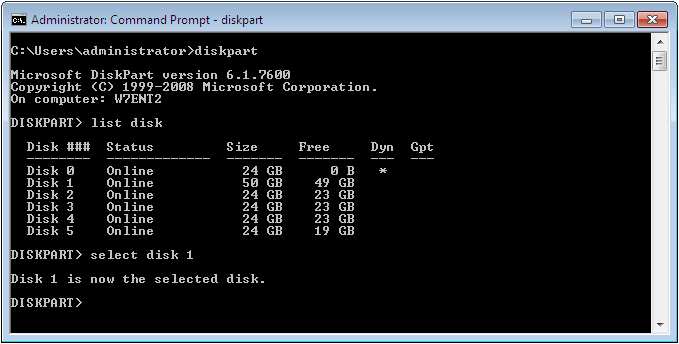 Administrator: Command Prompt - diskpart
C:\Users\administrator>diskpart
Microsoft DiskPart version 6.1.7600
Copyright (C) 1999-2008 Microsoft Corporation.
On computer: W7ENT2
DISKPART> list disk
Disk ###  Status         Size     Free     Dyn  Gpt
--------  -------------  -------  -------  ---  ---
Disk 0    Online           24 GB      0 B   *
Disk 1    Online           50 GB    49 GB
Disk 2    Online           24 GB    23 GB
Disk 3    Online           24 GB    23 GB
Disk 4    Online           24 GB    23 GB
Disk 5    Online           24 GB    19 GB
DISKPART> select disk 1
Disk 1 is now the selected disk.
DISKPART>